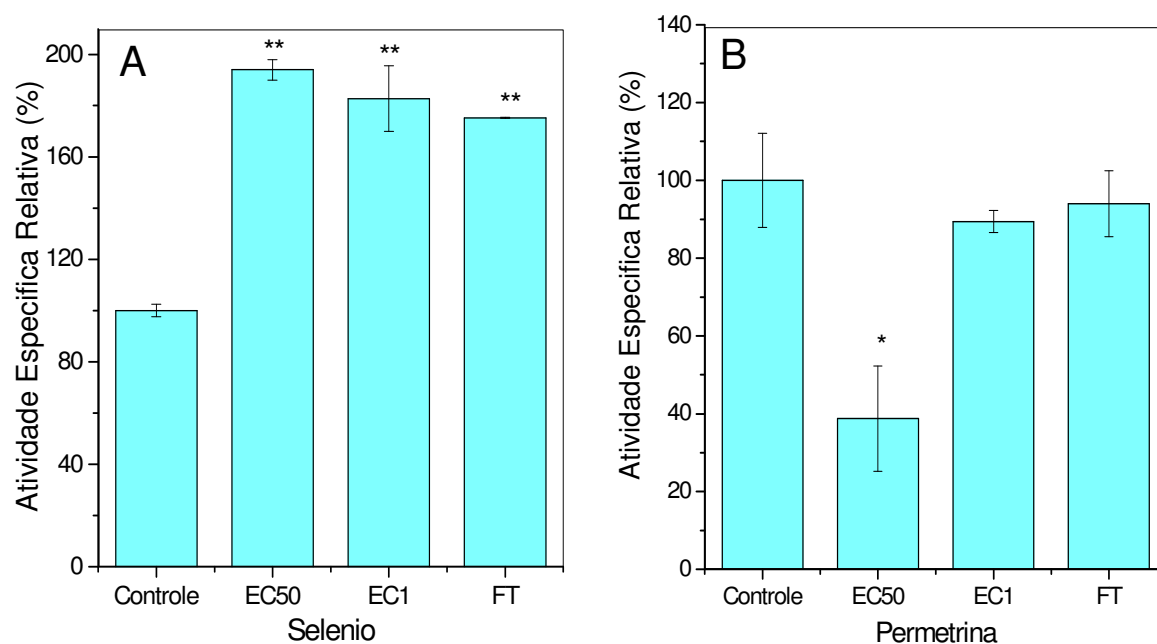 A
Atividade Especifica Relativa (%)
200
160
120
80
40
0
**
**
**
Controle EC50 EC1 FT
Selenio
B
Atividade Especifica Relativa (%)
140
120
100
80
60
40
20
0
*
Controle EC50 EC1 FT
Permetrina